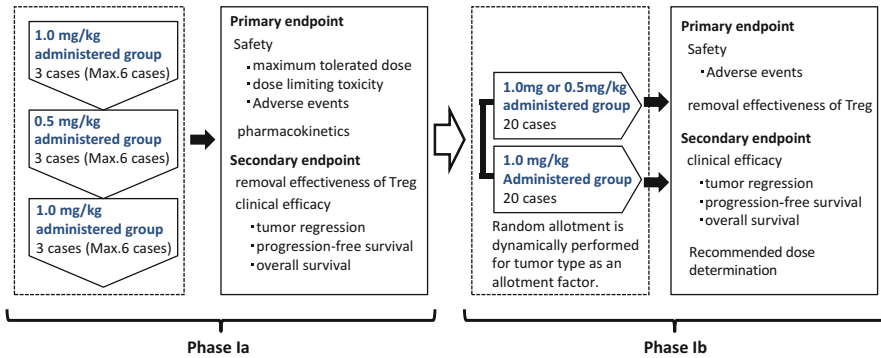 1.0 mg/kg
administered group
3 cases (Max.6 cases)
0.5 mg/kg
administered group
3 cases (Max.6 cases)
1.0 mg/kg
administered group
3 cases (Max.6 cases)
Primary endpoint
Safety
・maximum tolerated dose
・dose limiting toxicity
・Adverse events
pharmacokinetics
Secondary endpoint
removal effectiveness of Treg
clinical efficacy
・tumor regression
・progression-free survival
・overall survival
Phase Ia
1.0mg or 0.5mg/kg
administered group
20 cases
1.0 mg/kg
Administered group
20 cases
Random allotment is
dynamically performed
for tumor type as an
allotment factor.
Primary endpoint
Safety
・Adverse events
removal effectiveness of Treg
Secondary endpoint
clinical efficacy
・tumor regression
・progression-free survival
・overall survival
Recommended dose
determination
Phase Ib